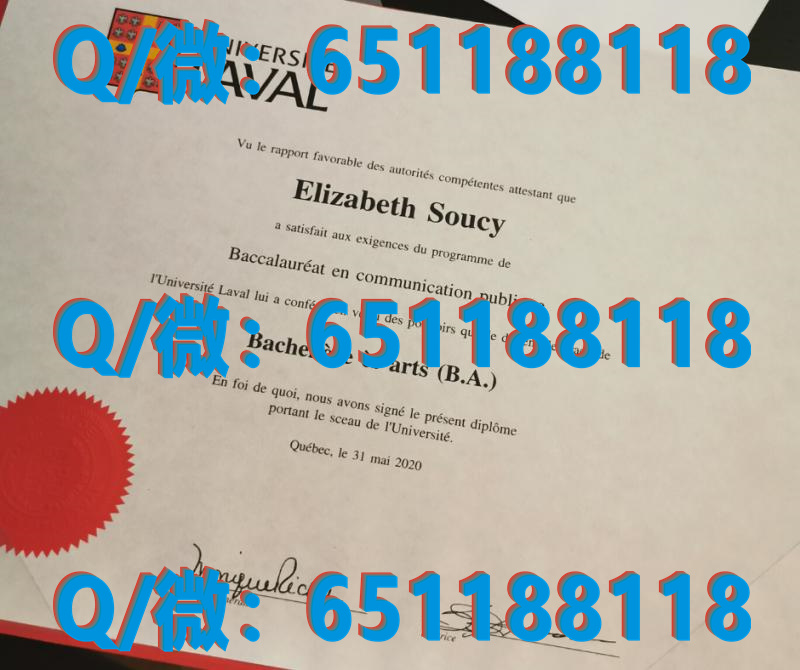 Q/微：651188118
LAVAL
Vu le rapport favorable des autorités compétentes attestant que
Elizabeth Soucy
a satisfait aux exigences du programme de
Baccalauréat en communication
Q/微：651188118
l'Université Laval lui a des
arts (B.A.)
En foi de quoi, nous avons signé le présent diplôme
portant le sceau de l'Université.
Québec, le 31 mai 2020
Q/微：651188118